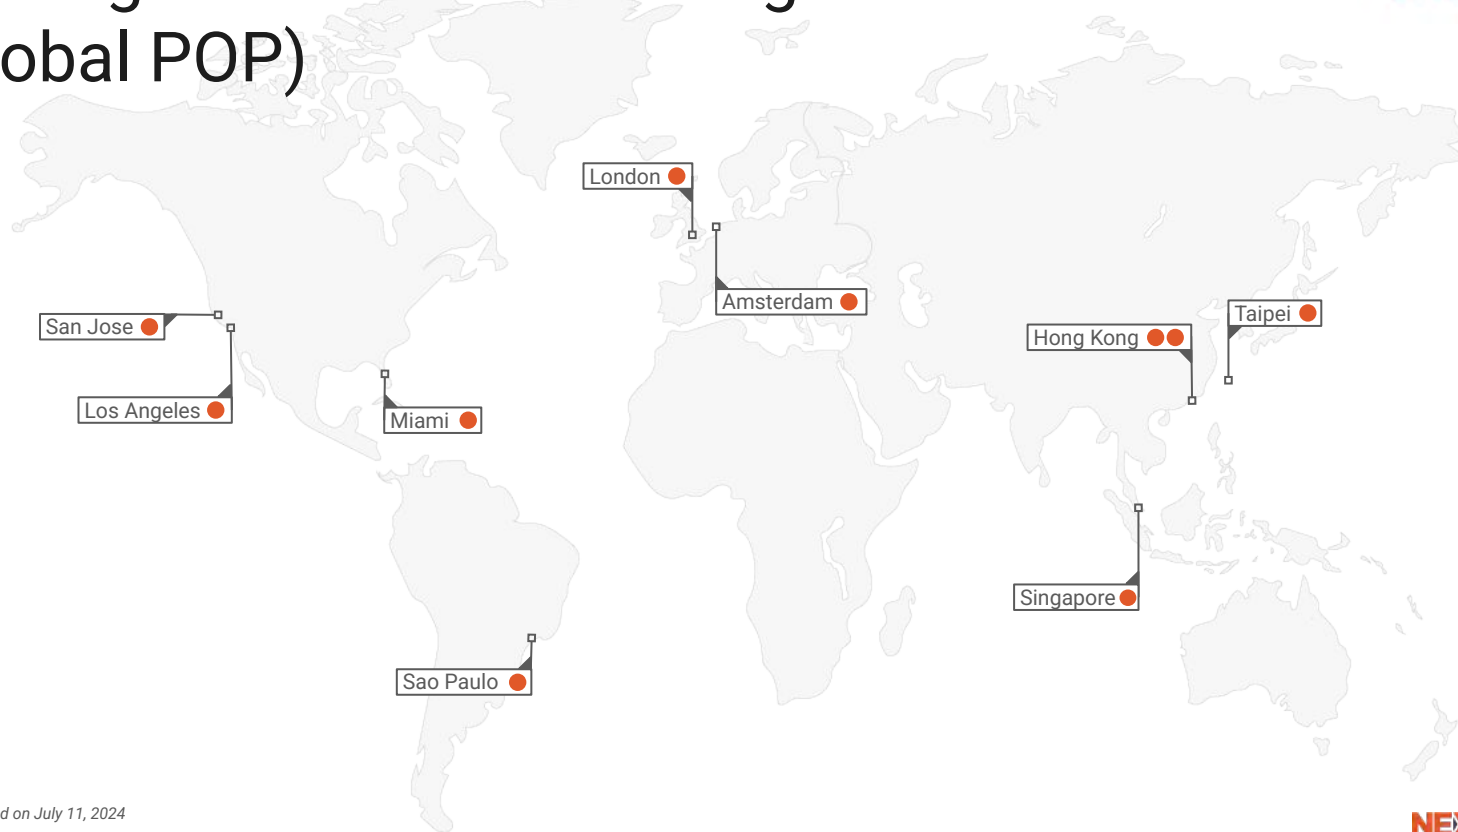 obal POP)
London
Amsterdam
San Jose
Taipei
Hong Kong
Los Angeles
Miami
Singapore
Sao Paulo
d on July 11, 2024
NEX